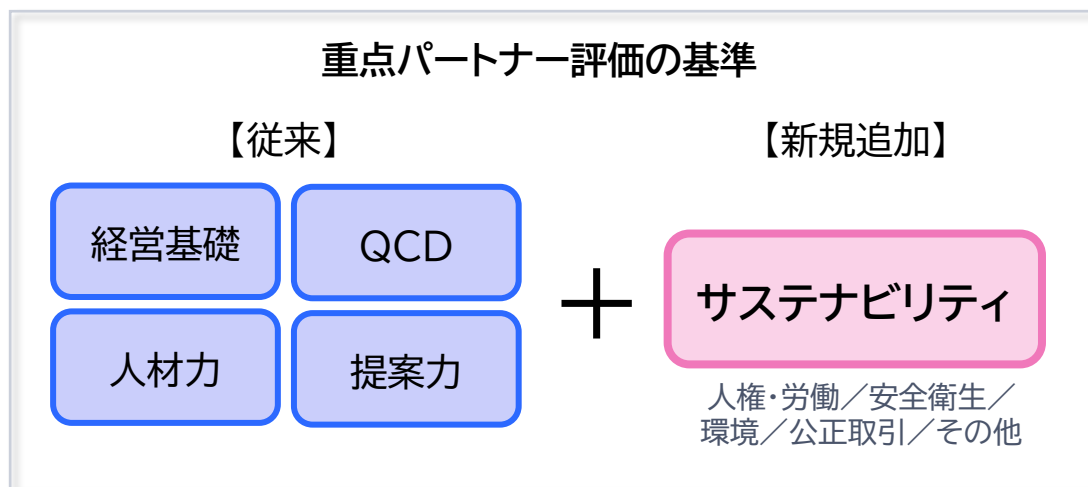 重点パートナー評価の基準
【従来】
経営基礎
QCD
人材力
提案力
＋
【新規追加】
サステナビリティ
人権・労働／安全衛生／
環境／公正取引／その他